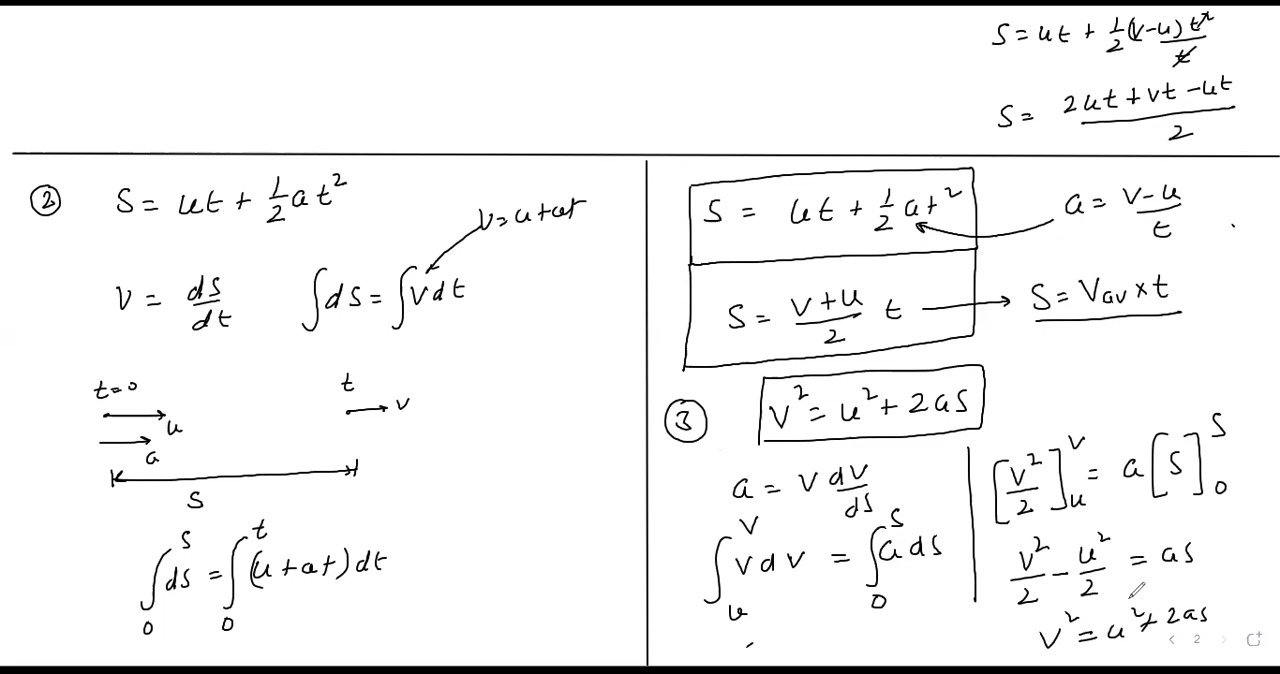 S = ut + 1/2 (v-u) t²/t
S = (2ut + vt - ut)/2
② S = ut + 1/2 at²
v = u + at
v = ds/dt ∫ds = ∫vdt
t=0 t
u v
a
S
∫₀ˢ ds = ∫₀ᵗ (u + at) dt
S = ut + 1/2 at² a = (v-u)/t
S = (v+u)/2 t → S = Vav × t
③ v² = u² + 2as
a = v dv/ds
∫ᵤᵛ v dv = ∫₀ˢ a ds
[v²/2]ᵤᵛ = a[S]₀ˢ
v²/2 - u²/2 = as
v² = u² + 2as
< 2 >